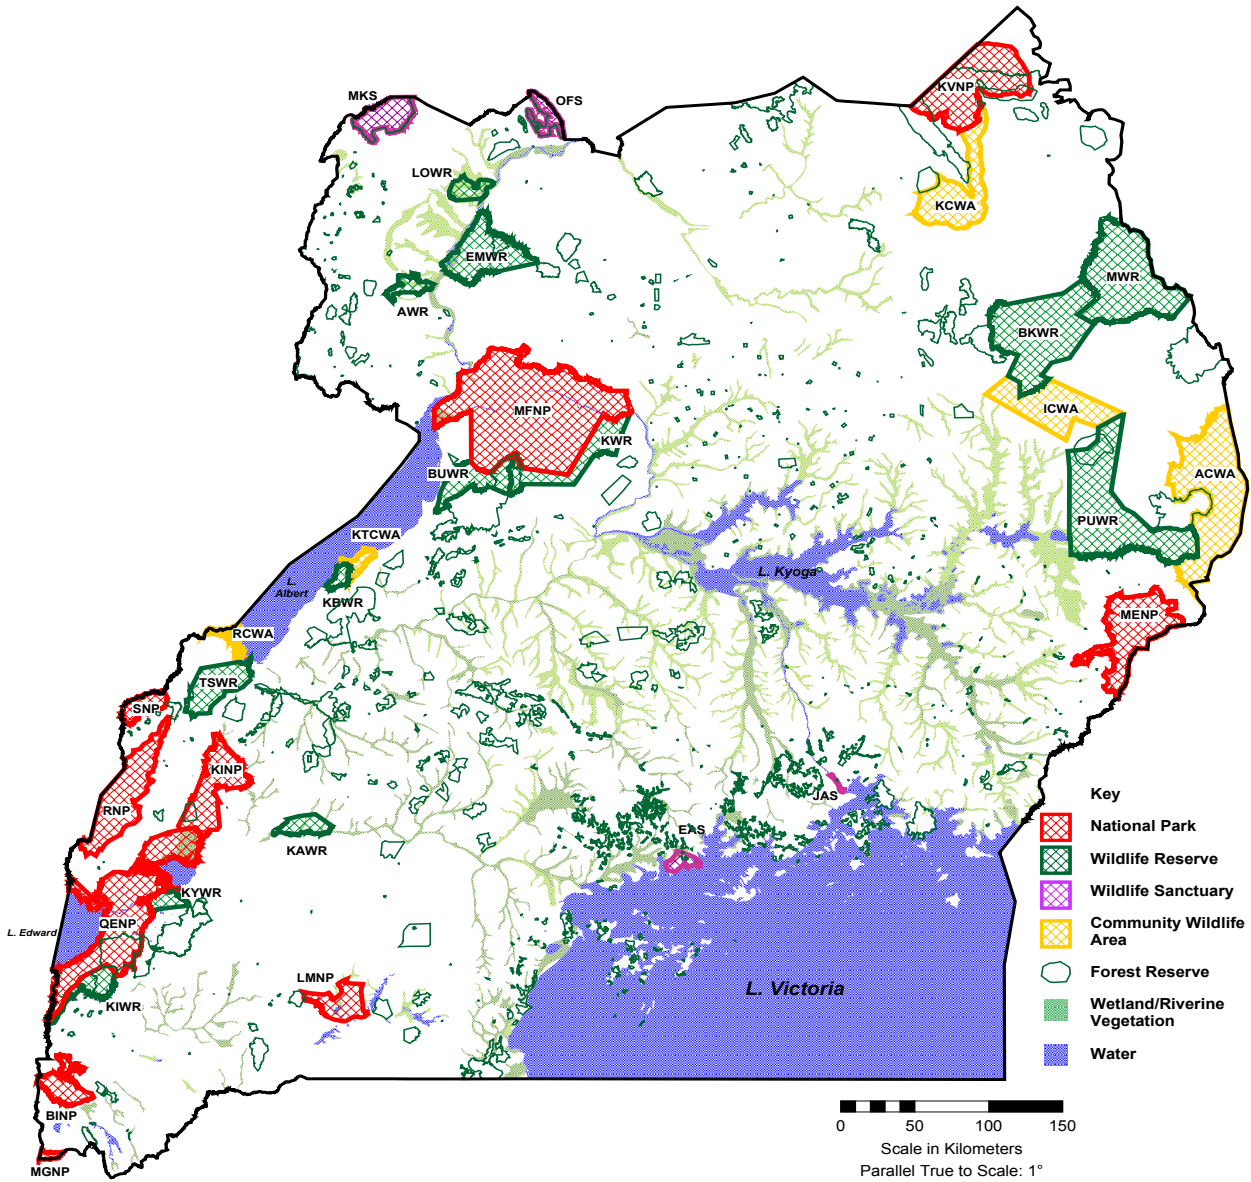 KVNP
MKS
OFS
LOWR
KCWA
EMWR
MWR
AWR
BKWR
MFNP
ICWA
KWR
BUWR
ACWA
PUWR
KTCWA
L. Kyoga
L.
Albert
KBWR
MENP
RCWA
TSWR
SNP
KINP
JAS
Key
RNP
National Park
EAS
KAWR
Wildlife Reserve
KYWR
Wildlife Sanctuary
QENP
L. Edward
Community Wildlife
Area
LMNP
Forest Reserve
L. Victoria
KIWR
Wetland/Riverine
Vegetation
Water
BINP
MGNP
0 50 100 150
Scale in Kilometers
Parallel True to Scale: 1°